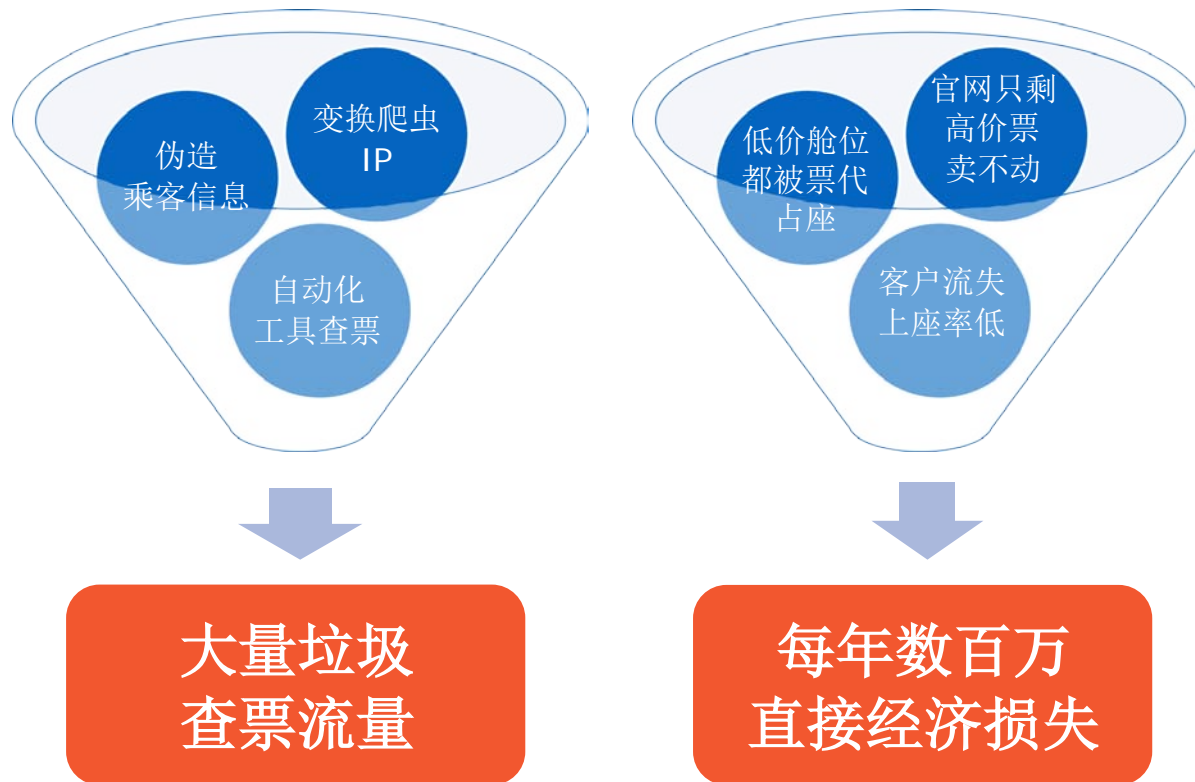 伪造
乘客信息
变换爬虫
IP
自动化
工具查票
大量垃圾
查票流量
低价舱位
都被票代
占座
官网只剩
高价票
卖不动
客户流失
上座率低
每年数百万
直接经济损失